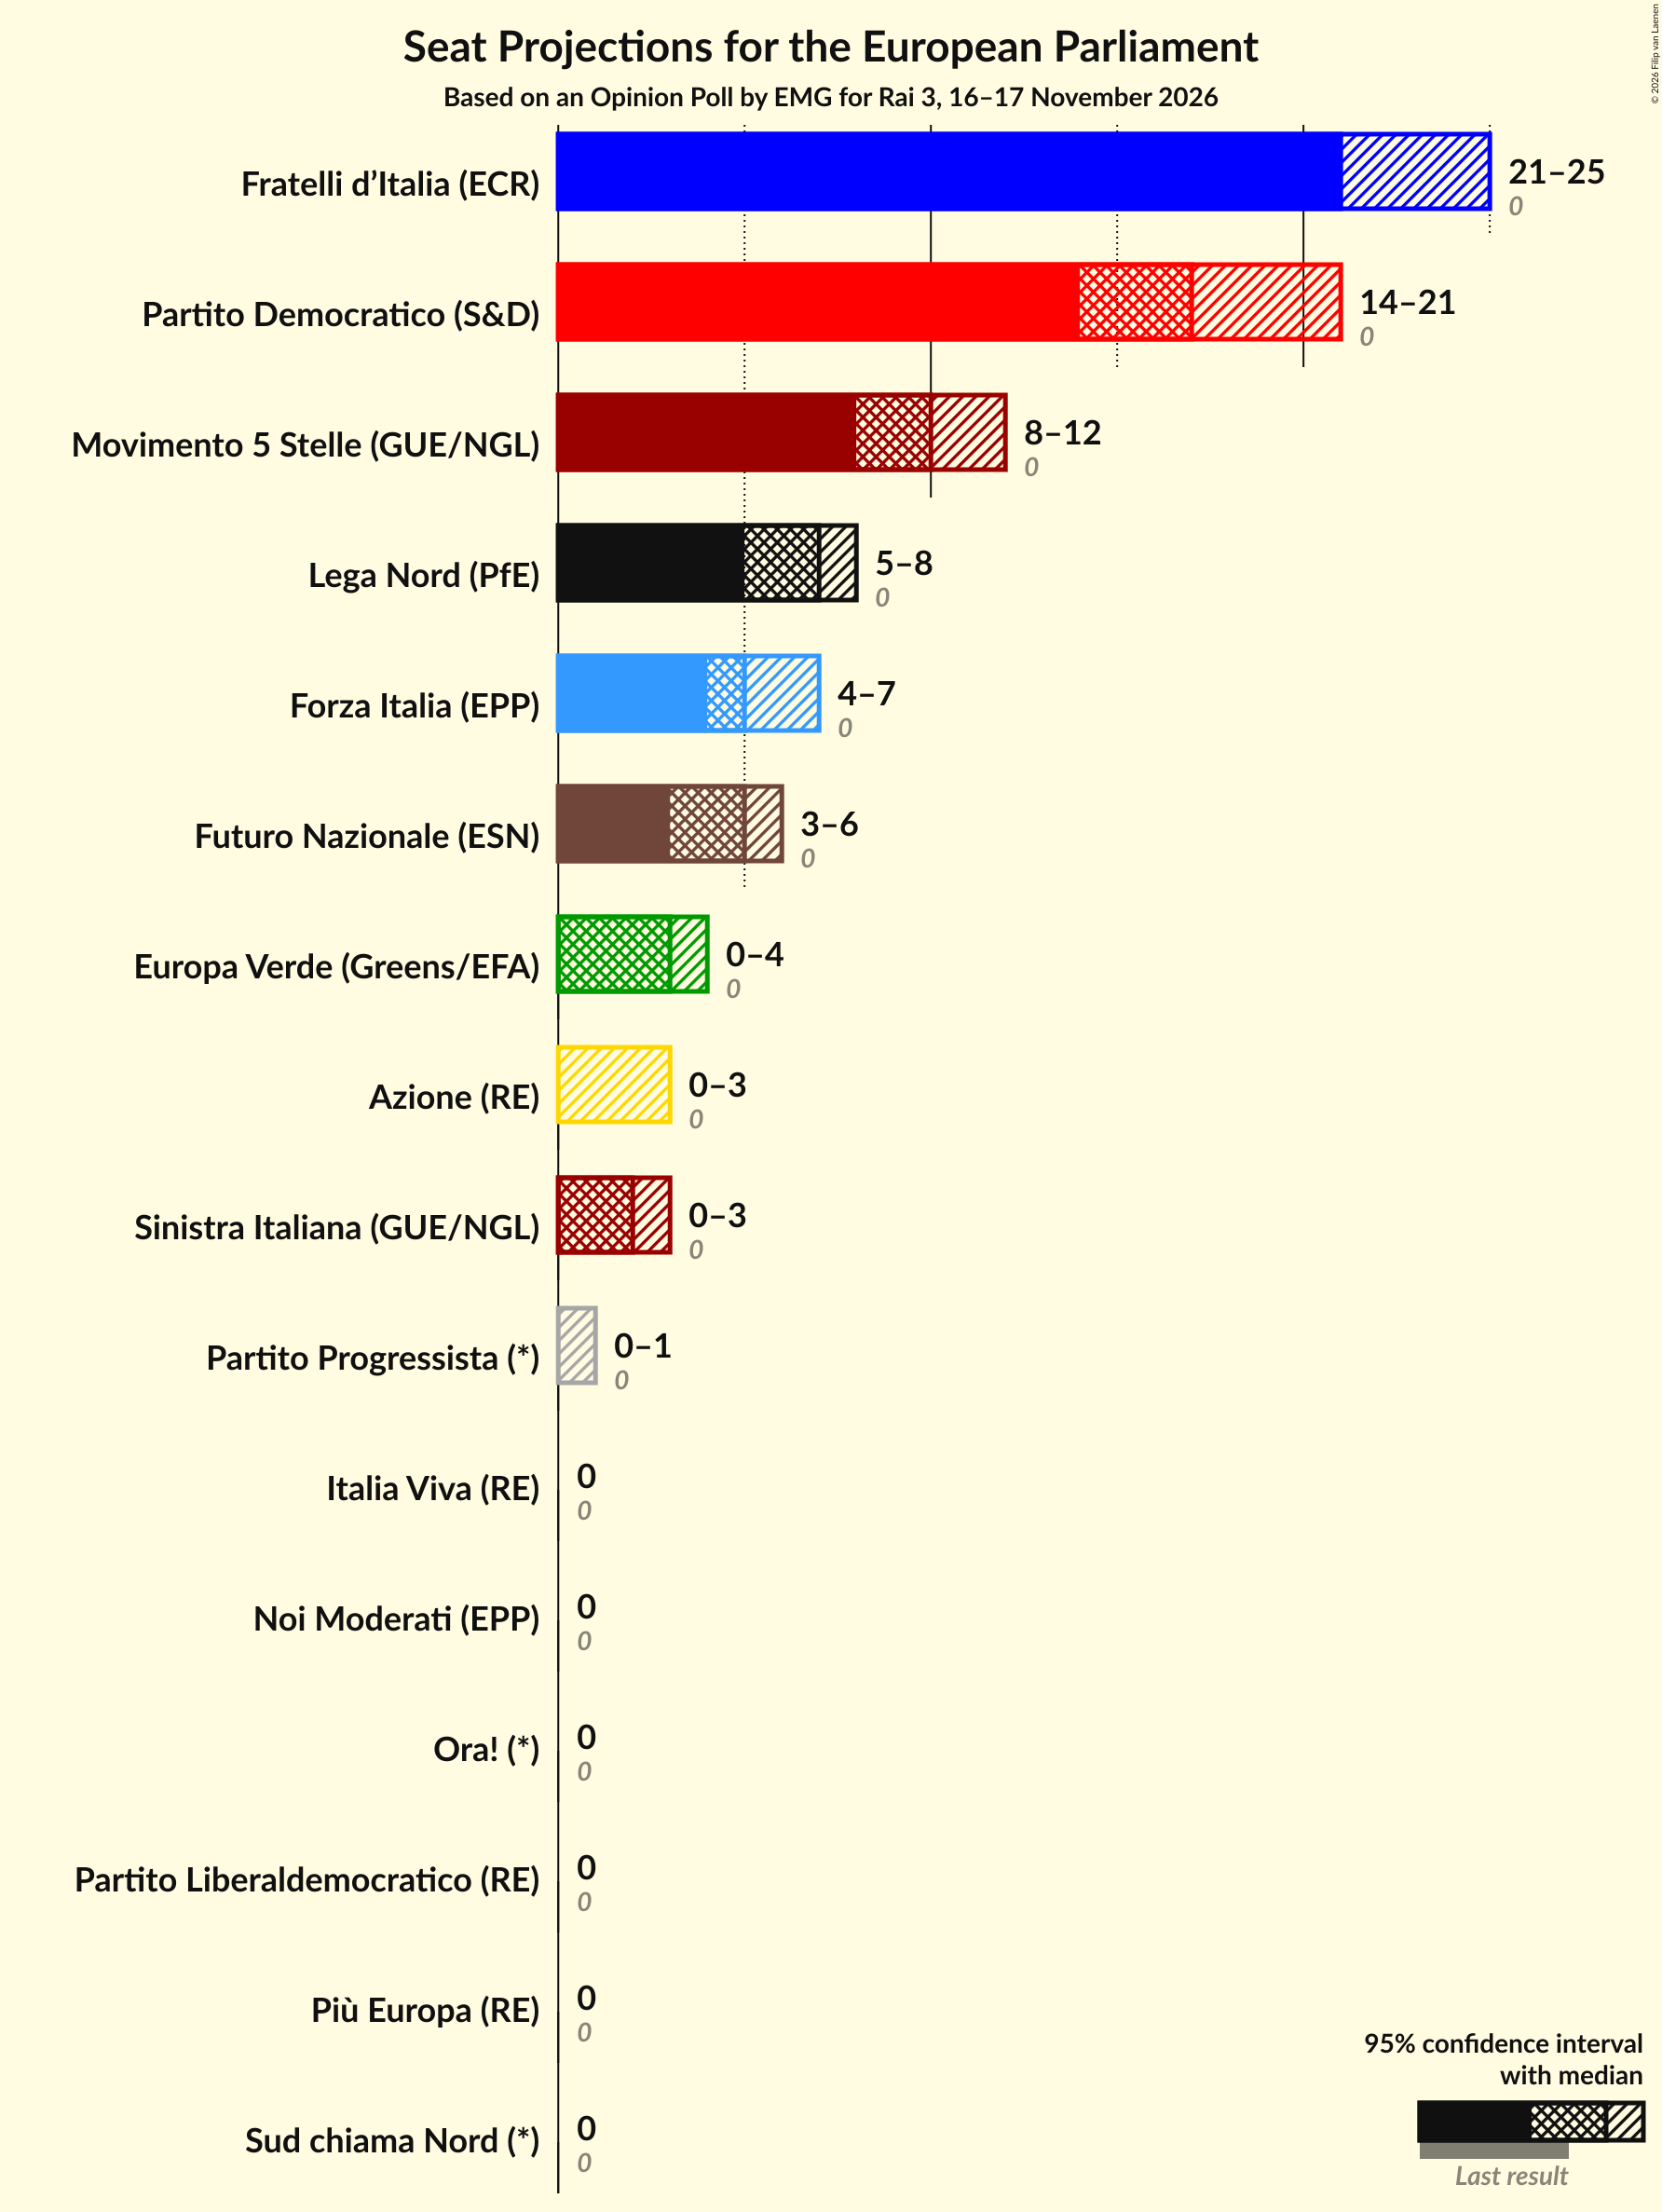 © 2026 Filip van Laenen
Seat Projections for the European Parliament
Based on an Opinion Poll by EMG for Rai 3, 16–17 November 2026
Fratelli d’Italia (ECR)
21–25
0
Partito Democratico (S&D)
14–21
0
Movimento 5 Stelle (GUE/NGL)
8–12
0
Lega Nord (PfE)
5–8
0
Forza Italia (EPP)
4–7
0
Futuro Nazionale (ESN)
3–6
0
Europa Verde (Greens/EFA)
0–4
0
Azione (RE)
0–3
0
Sinistra Italiana (GUE/NGL)
0–3
0
Partito Progressista (*)
0–1
0
Italia Viva (RE)
0
0
Noi Moderati (EPP)
0
0
Ora! (*)
0
0
Partito Liberaldemocratico (RE)
0
0
Più Europa (RE)
0
0
Sud chiama Nord (*)
0
0
95% confidence interval
with median
Last result